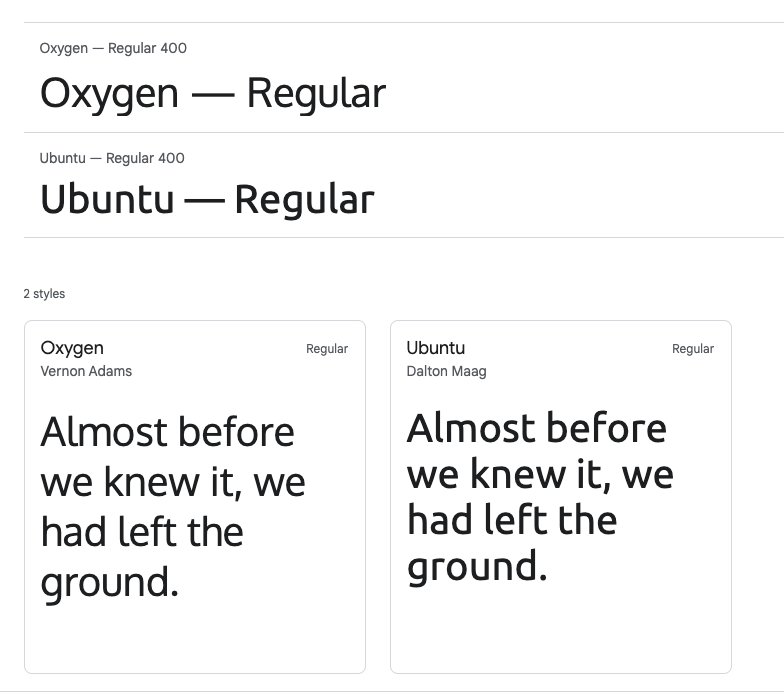 Oxygen — Regular 400
Oxygen — Regular
Ubuntu — Regular 400
Ubuntu — Regular
2 styles
Oxygen
Regular
Vernon Adams
Almost before
we knew it, we
had left the
ground.
Ubuntu
Regular
Dalton Maag
Almost before
we knew it, we
had left the
ground.